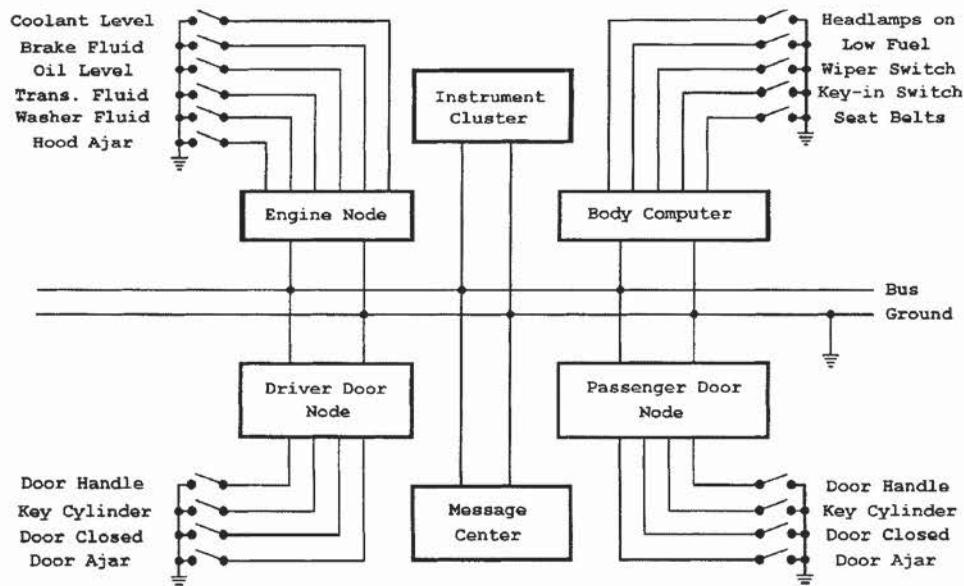 Coolant Level
Brake Fluid
Oil Level
Trans. Fluid
Washer Fluid
Hood Ajar
Headlamps on
Low Fuel
Wiper Switch
Key-in Switch
Seat Belts
Instrument
Cluster
Engine Node
Body Computer
Bus
Ground
Driver Door
Node
Passenger Door
Node
Door Handle
Key Cylinder
Door Closed
Door Ajar
Message
Center
Door Handle
Key Cylinder
Door Closed
Door Ajar